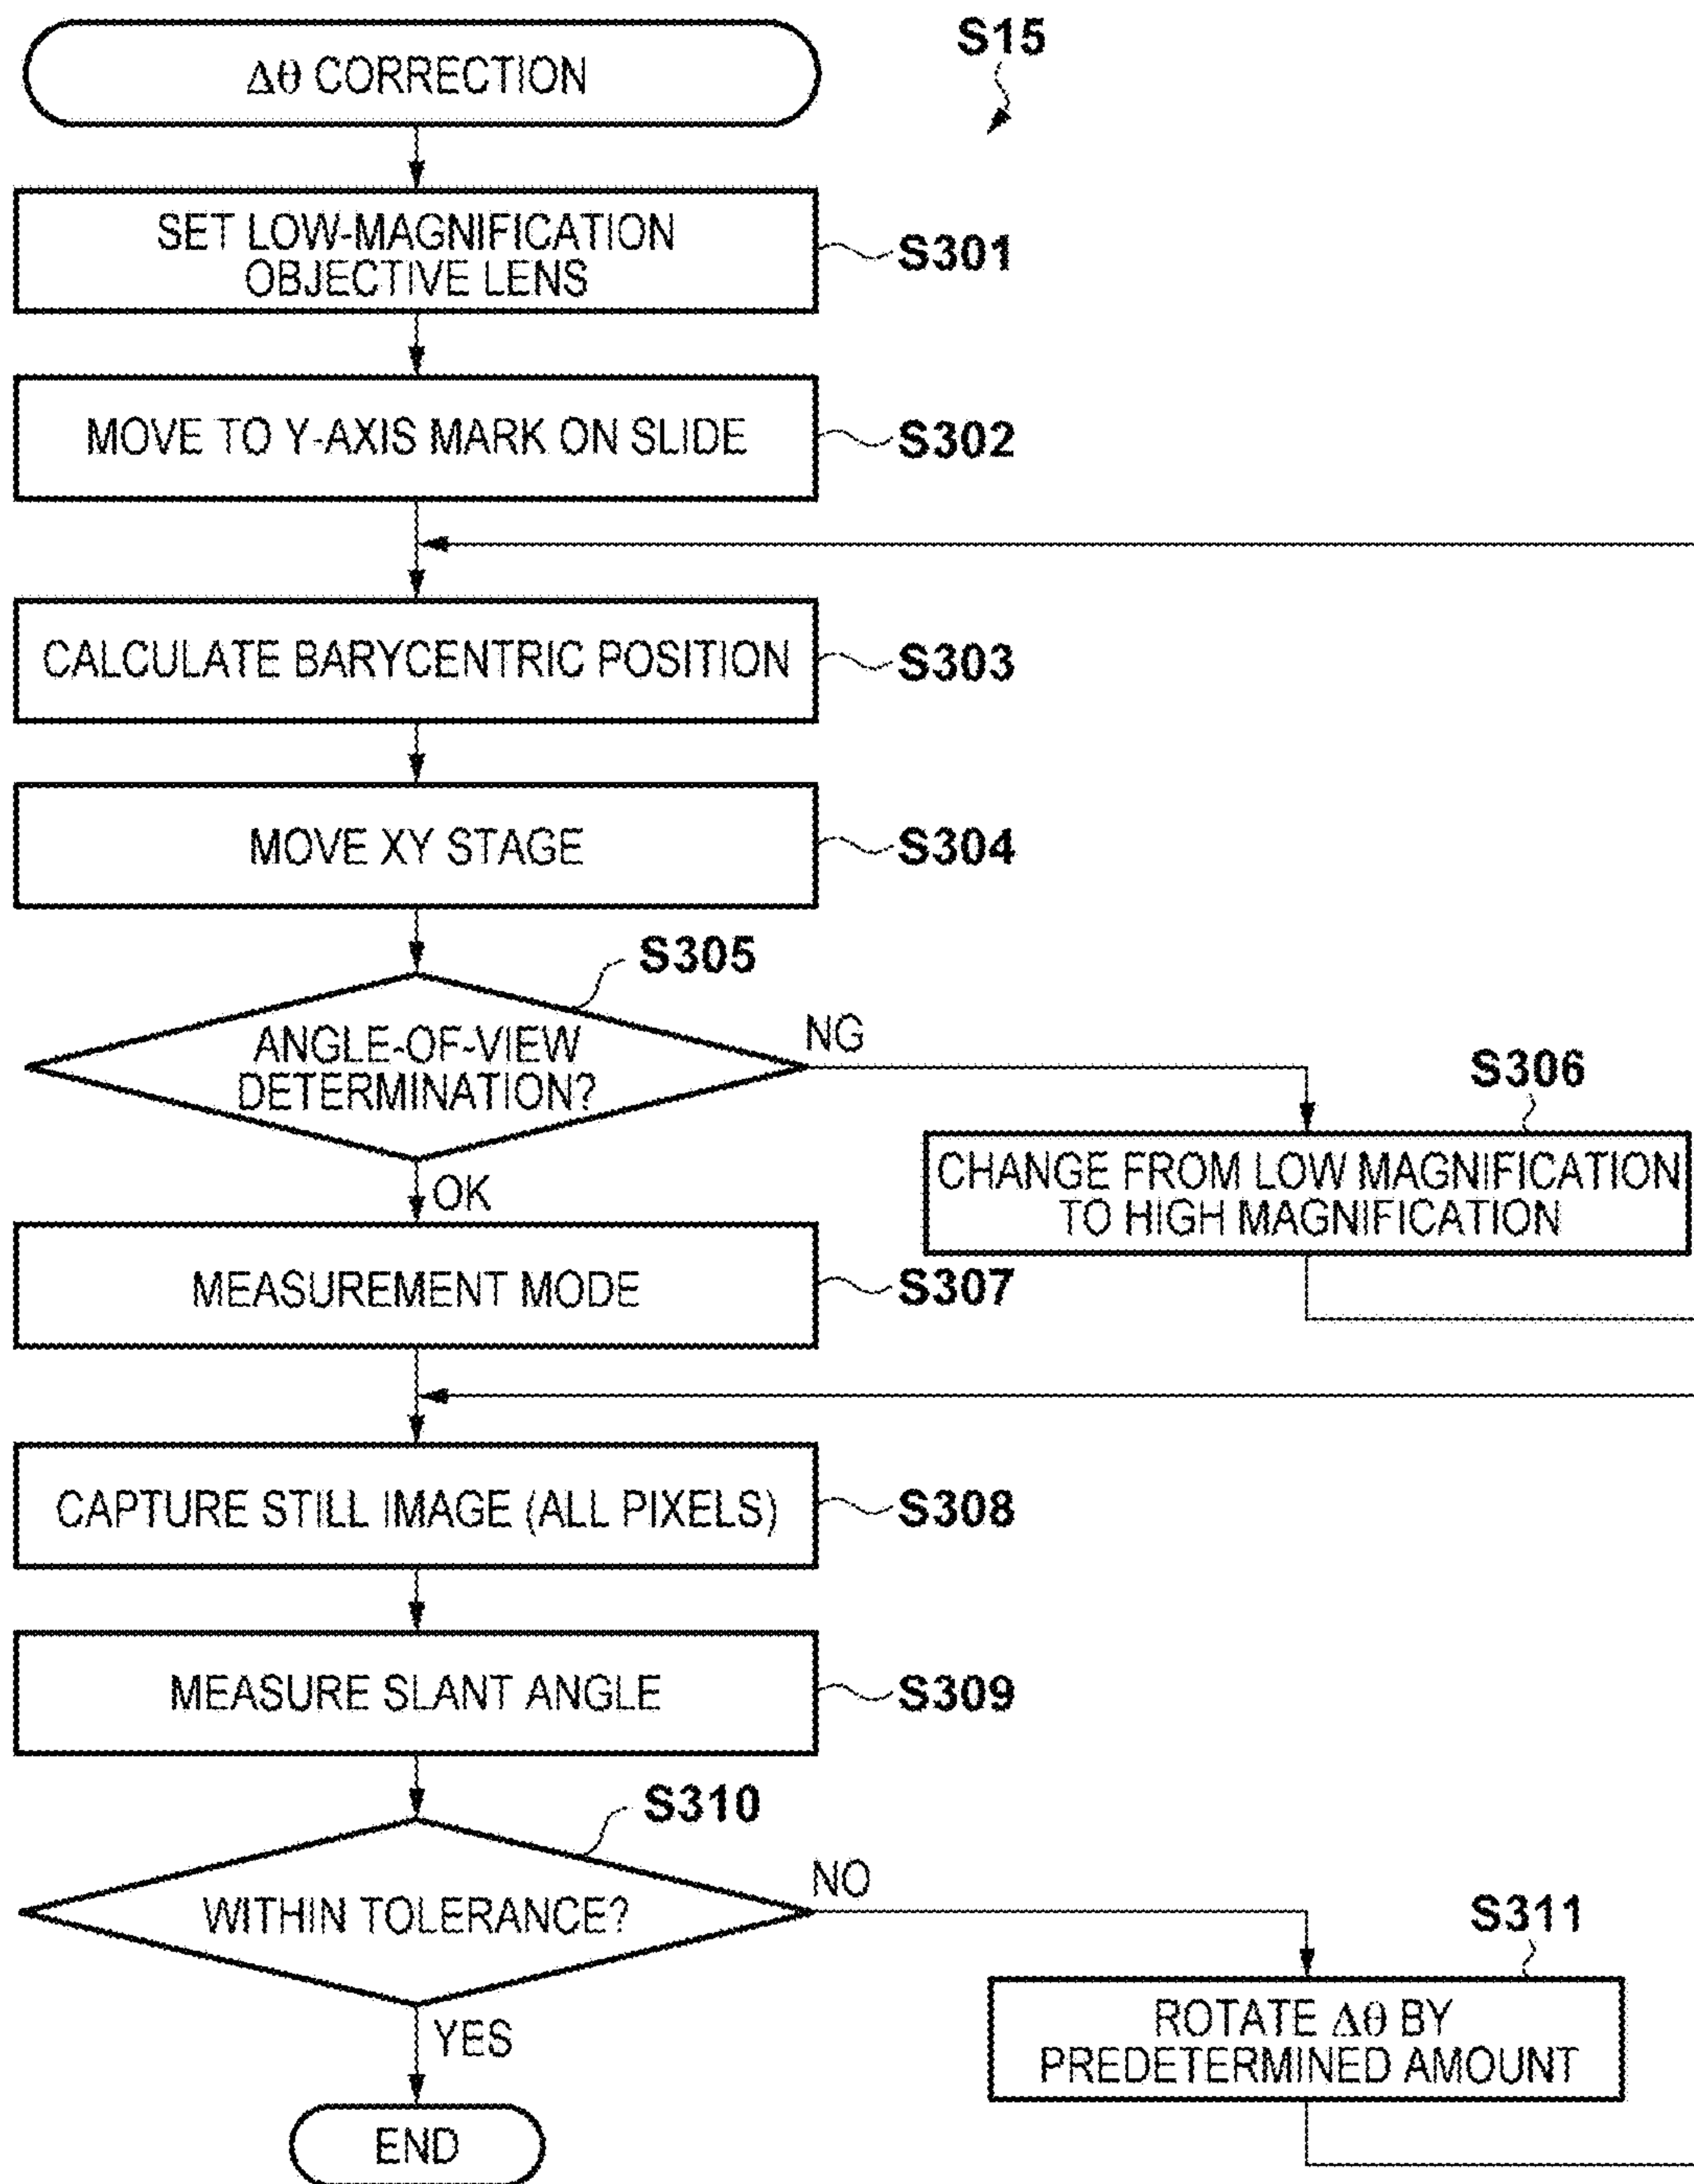 S15
Δθ CORRECTION
SET LOW-MAGNIFICATION
OBJECTIVE LENS
S301
MOVE TO Y-AXIS MARK ON SLIDE
S302
CALCULATE BARYCENTRIC POSITION
S303
MOVE XY STAGE
S304
S305
ANGLE-OF-VIEW
DETERMINATION?
NG
OK
S306
CHANGE FROM LOW MAGNIFICATION
TO HIGH MAGNIFICATION
MEASUREMENT MODE
S307
CAPTURE STILL IMAGE (ALL PIXELS)
S308
MEASURE SLANT ANGLE
S309
S310
WITHIN TOLERANCE?
NO
YES
S311
ROTATE Δθ BY
PREDETERMINED AMOUNT
END